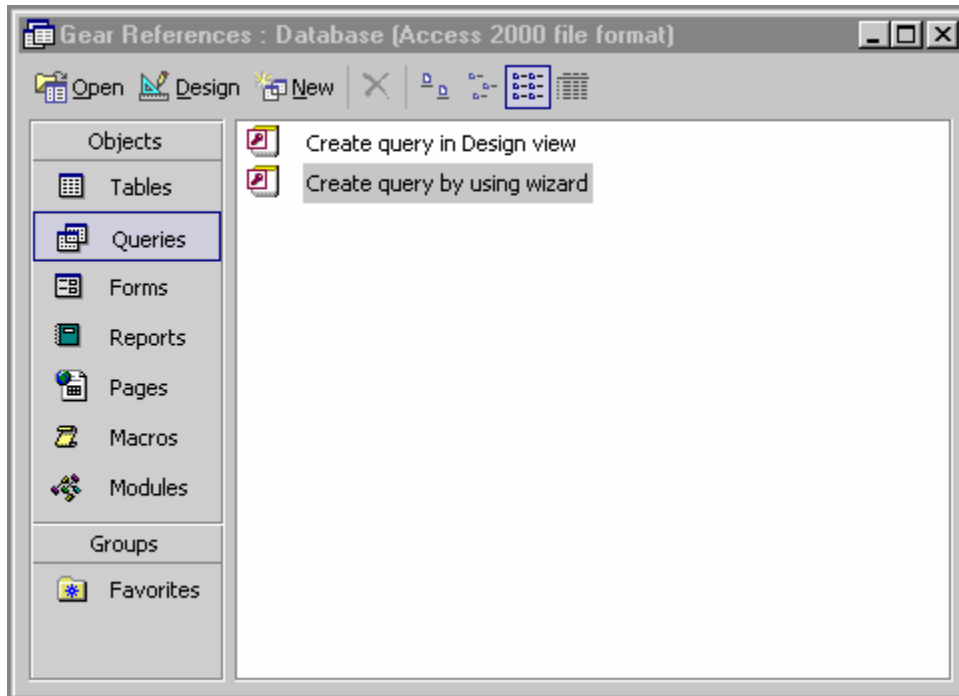 Gear References : Database (Access 2000 file format)
Open Design New
Objects
Tables
Queries
Forms
Reports
Pages
Macros
Modules
Groups
Favorites
Create query in Design view
Create query by using wizard